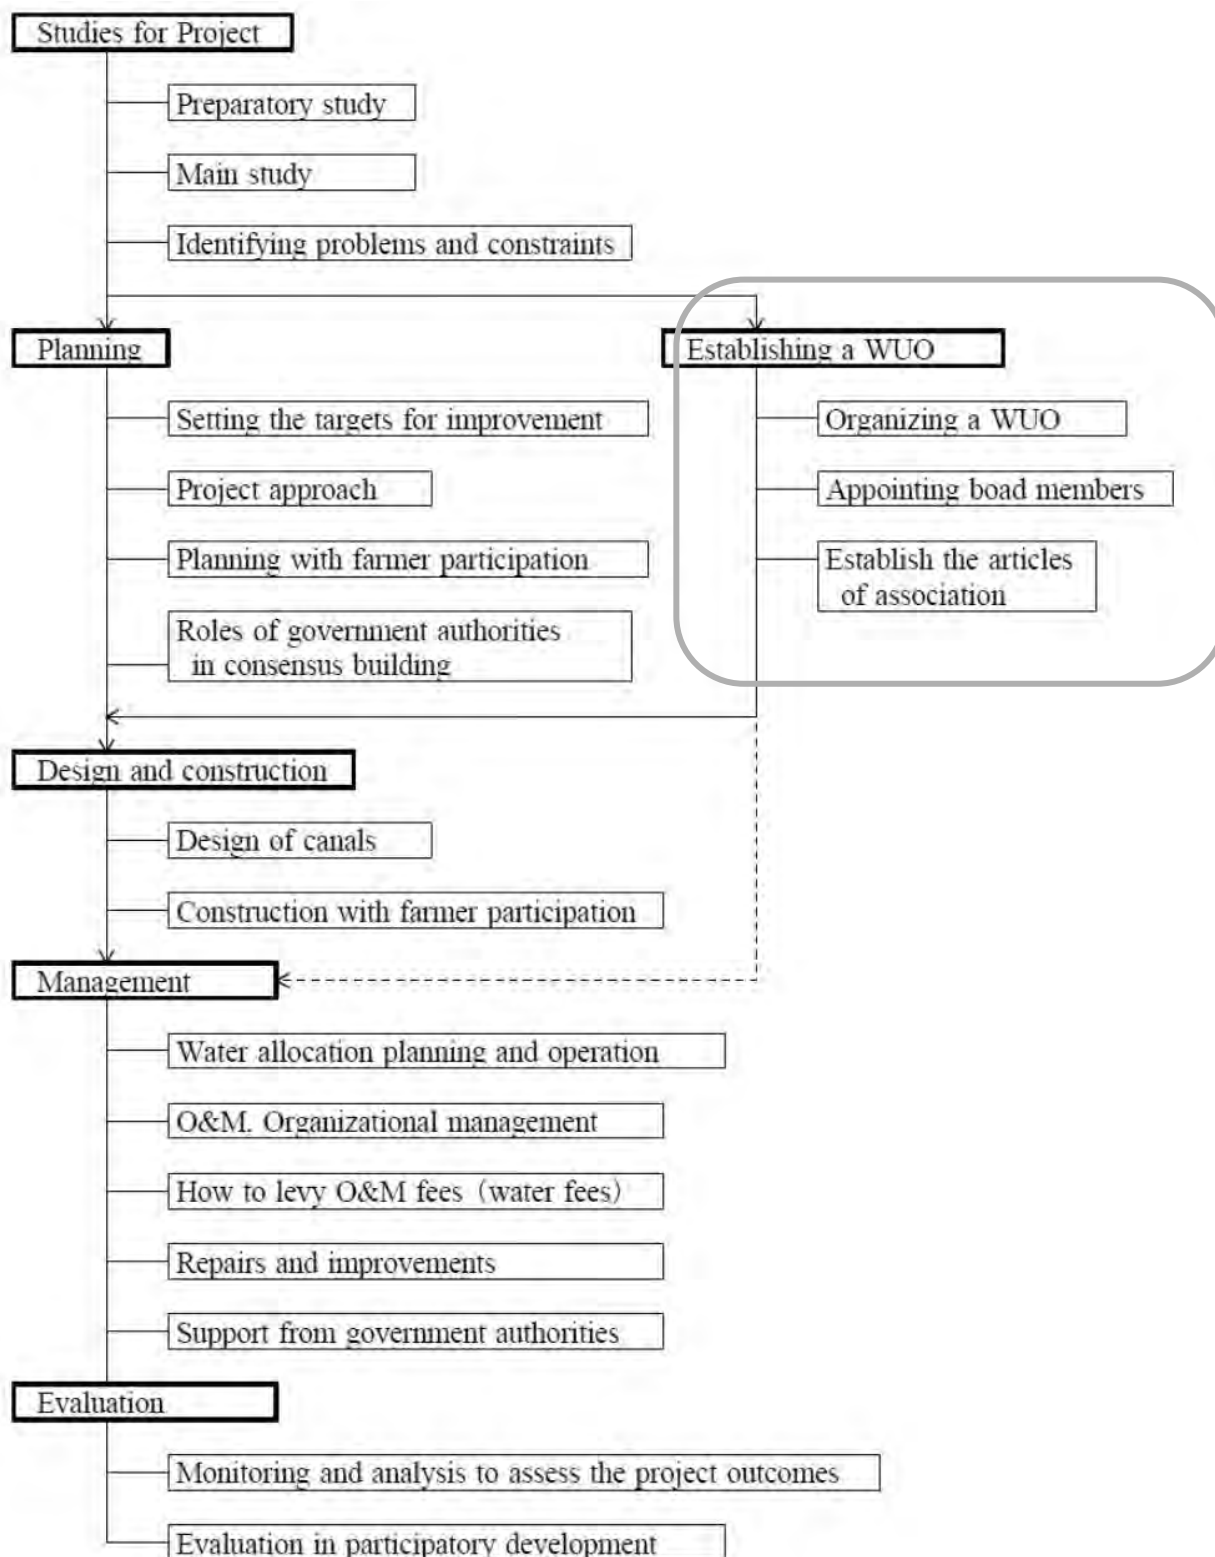 Studies for Project
Preparatory study
Main study
Identifying problems and constraints
Planning
Setting the targets for improvement
Project approach
Planning with farmer participation
Roles of government authorities
in consensus building
Establishing a WUO
Organizing a WUO
Appointing boad members
Establish the articles
of association
Design and construction
Design of canals
Construction with farmer participation
Management
Water allocation planning and operation
O&M. Organizational management
How to levy O&M fees (water fees)
Repairs and improvements
Support from government authorities
Evaluation
Monitoring and analysis to assess the project outcomes
Evaluation in participatory development